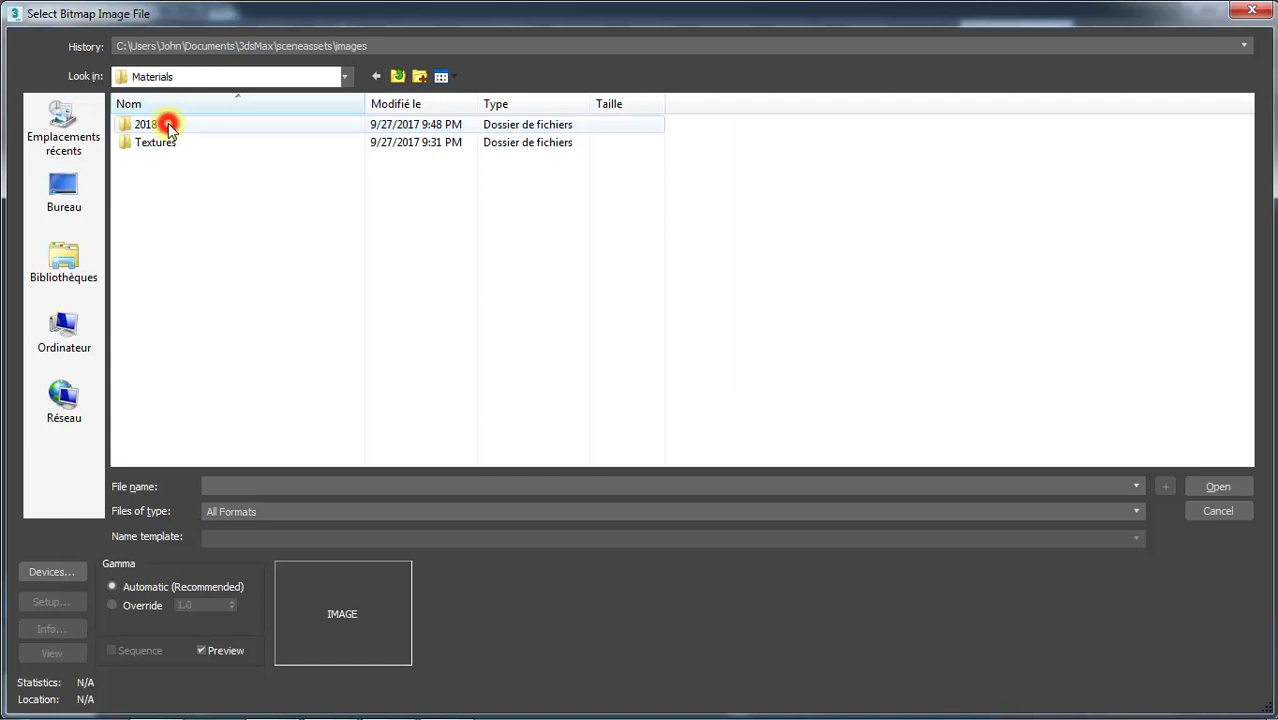 Select Bitmap Image File
History: C:\Users\John\Documents\3dsMax\sceneassets\images
Look in: Materials
Nom Modifié le Type Taille
2018 9/27/2017 9:48 PM Dossier de fichiers
Textures 9/27/2017 9:31 PM Dossier de fichiers
Emplacements
récents
Bureau
Bibliothèques
Ordinateur
Réseau
File name: Open
Files of type: All Formats Cancel
Name template:
Devices...
Setup...
Info...
View
Gamma
Automatic (Recommended)
Override 1.0
Sequence Preview
IMAGE
Statistics: N/A
Location: N/A